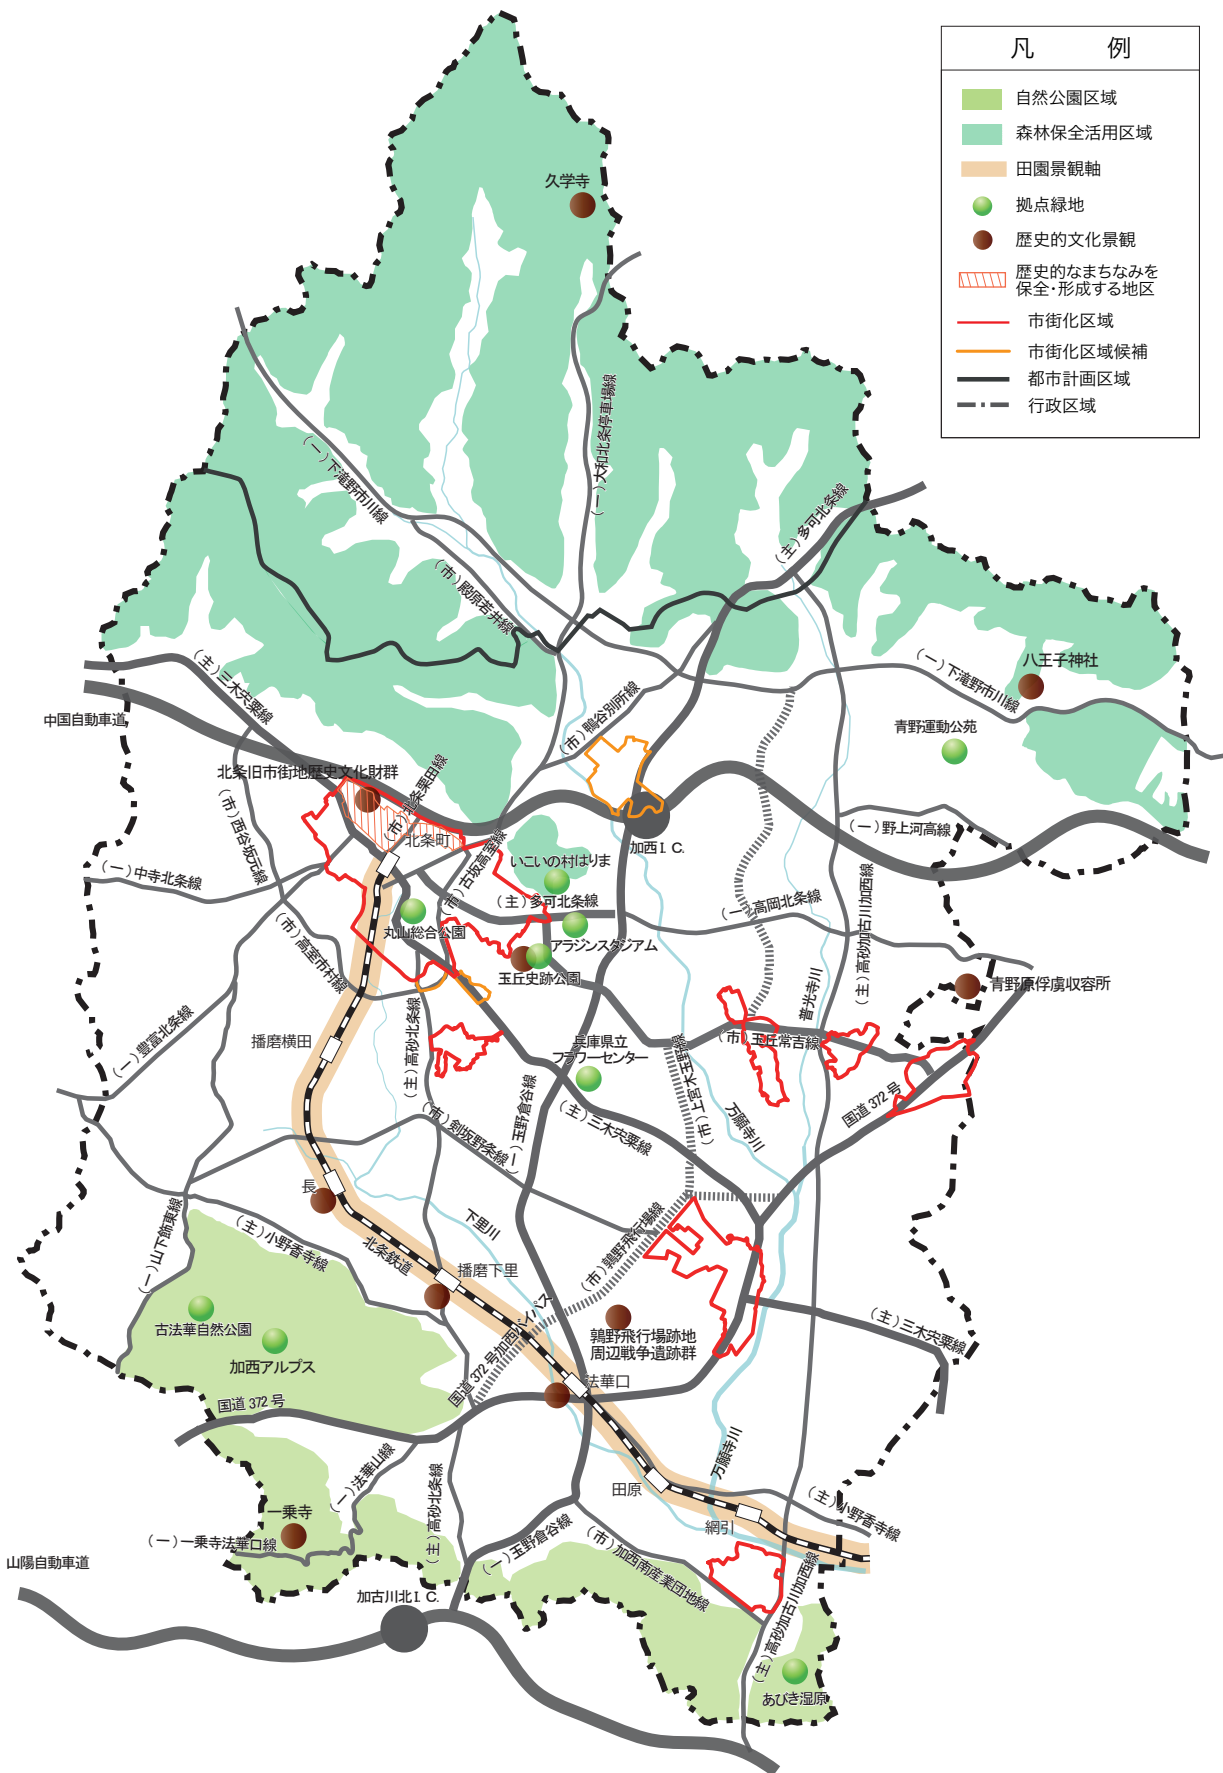 凡 例
自然公園区域
森林保全活用区域
田園景観軸
拠点緑地
歴史的文化景観
歴史的なまちなみを
保全・形成する地区
市街化区域
市街化区域候補
都市計画区域
行政区域
久学寺
(一)大和北条停車場線
(一)下滝野市川線
(主)多可北条線
(市)殿原若井線
(主)三木宍粟線
中国自動車道
(市)鴨谷別所線
八王子神社
(一)下滝野市川線
青野運動公苑
北条旧市街地歴史文化財群
(市)北条栗田線
(市)西谷坂元線
北条町
(市)古坂高室線
いこいの村はりま
加西I.C.
(一)野上河高線
(一)中寺北条線
(主)多可北条線
(一)高岡北条線
(主)高砂加古川加西線
丸山総合公園
アラジンスタジアム
(市)高室市村線
玉丘史跡公園
青野原俘虜収容所
普光寺川
(一)豊富北条線
播磨横田
(主)高砂北条線
兵庫県立
フラワーセンター
(市)玉丘常吉線
(市)上宮木玉野線
(一)玉野倉谷線
(主)三木宍粟線
万願寺川
国道372号
(市)剣坂野条線
長
(一)山下飾東線
(主)小野香寺線
北条鉄道
下里川
播磨下里
(市)鶉野飛行場線
古法華自然公園
加西アルプス
国道372号加西バイパス
鶉野飛行場跡地
周辺戦争遺跡群
(主)三木宍粟線
法華口
国道372号
(一)法華山線
万願寺川
田原
一乗寺
(一)一乗寺法華口線
(主)高砂北条線
(一)玉野倉谷線
(市)加西南産業団地線
網引
(主)小野香寺線
山陽自動車道
加古川北I.C.
(主)高砂加古川加西線
あびき湿原